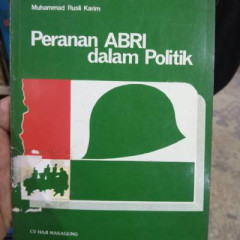 Muhammad Rusli Karim
Peranan ABRI
dalam Politik
CV HAJI MASAGUNG